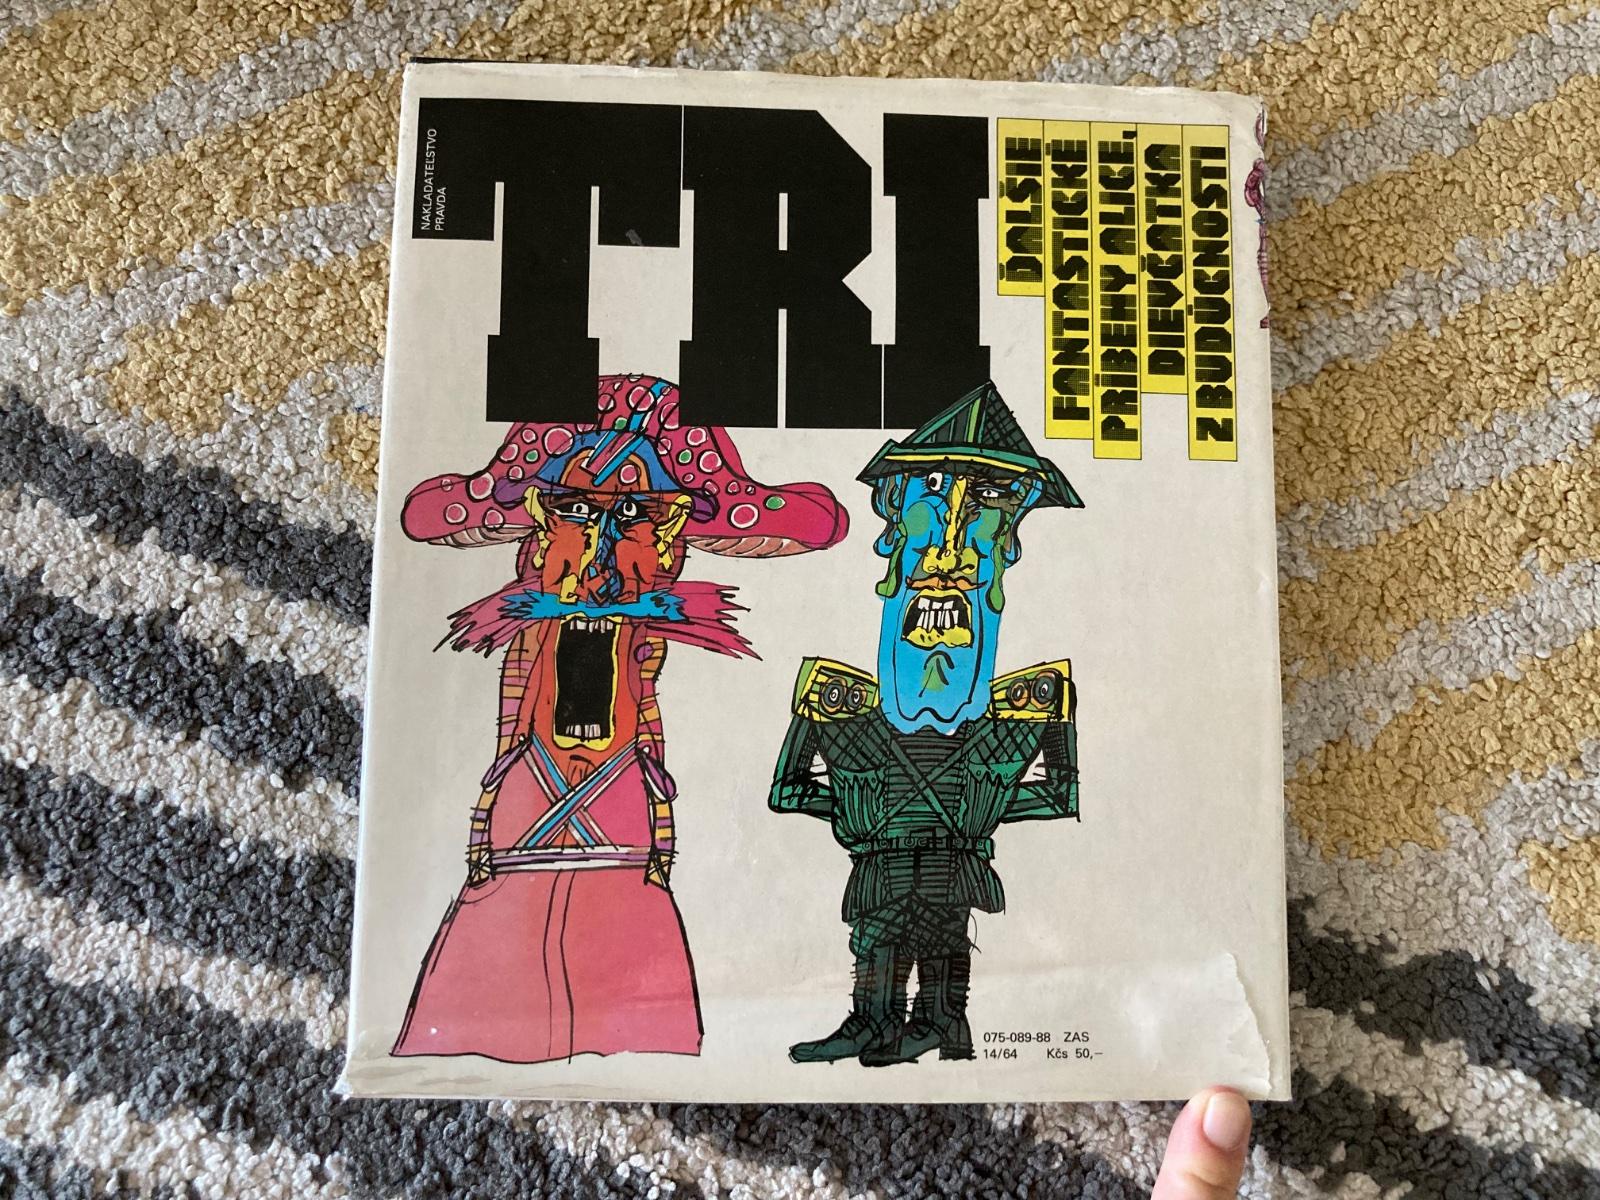 NAKLADATEĽSTVO
PRAVDA
TRI
ĎALŠIE
FANTASTICKÉ
PRÍBEHY ALICE,
DIEVČATKA
Z BUDÚCNOSTI
075-089-88 ZAS
14/64 Kčs 50,–